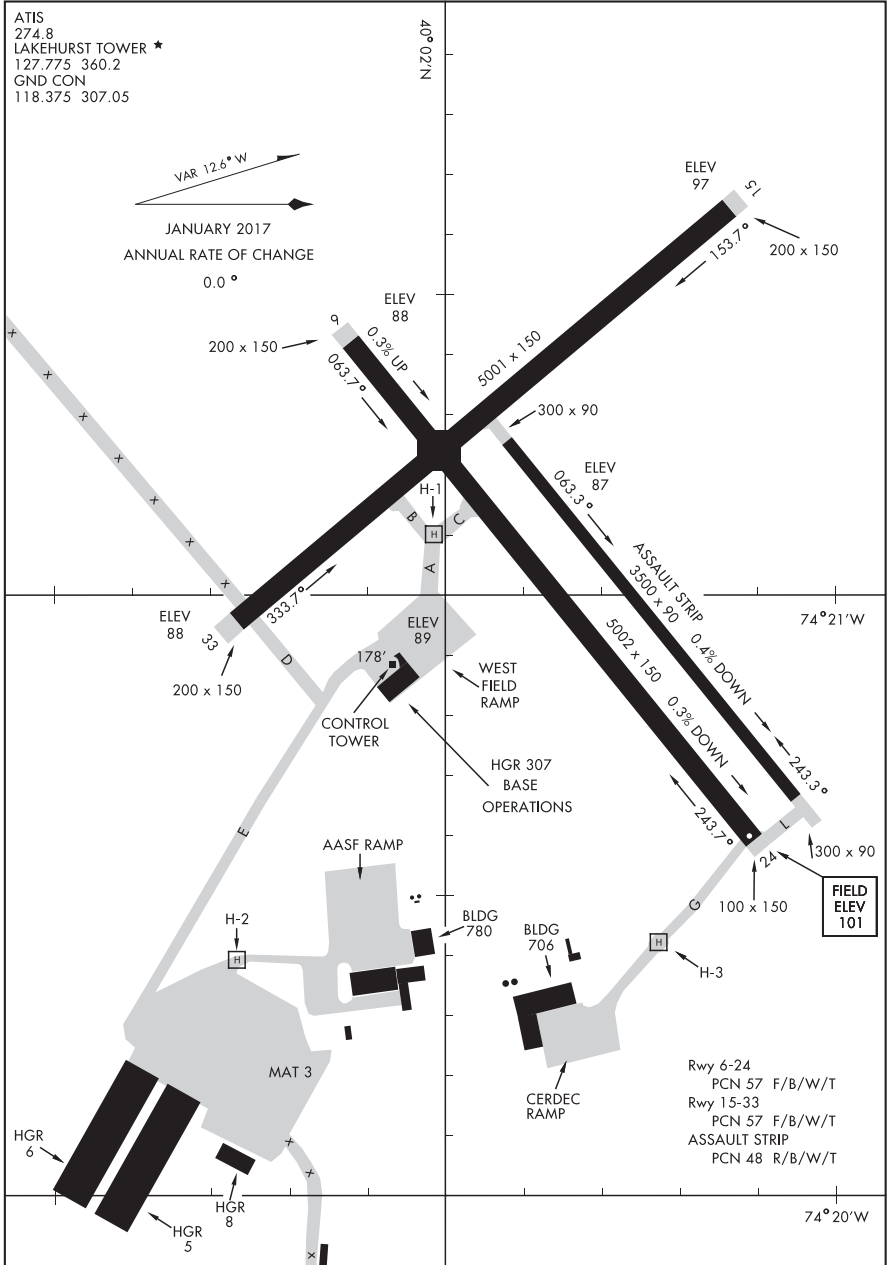 ATIS
274.8
LAKEHURST TOWER ★
127.775 360.2
GND CON
118.375 307.05
40°02'N
VAR 12.6° W
JANUARY 2017
ANNUAL RATE OF CHANGE
0.0 °
ELEV
97
15
200 x 150
153.7°
ELEV
88
6
200 x 150
0.3% UP
063.7°
5001 x 150
300 x 90
ELEV
87
063.3°
H-1
B
C
H
A
ASSAULT STRIP
3500 x 90
0.4% DOWN
243.3°
ELEV
88
33
333.7°
200 x 150
D
ELEV
89
178'
CONTROL
TOWER
WEST
FIELD
RAMP
74°21'W
5002 x 150
0.3% DOWN
243.7°
HGR 307
BASE
OPERATIONS
E
L
24
300 x 90
100 x 150
FIELD
ELEV
101
AASF RAMP
H-2
H
BLDG
780
BLDG
706
G
H
H-3
MAT 3
CERDEC
RAMP
Rwy 6-24
PCN 57 F/B/W/T
Rwy 15-33
PCN 57 F/B/W/T
ASSAULT STRIP
PCN 48 R/B/W/T
HGR
6
HGR
8
HGR
5
74°20'W
x
x
x
x
x
x
x
x
x
x